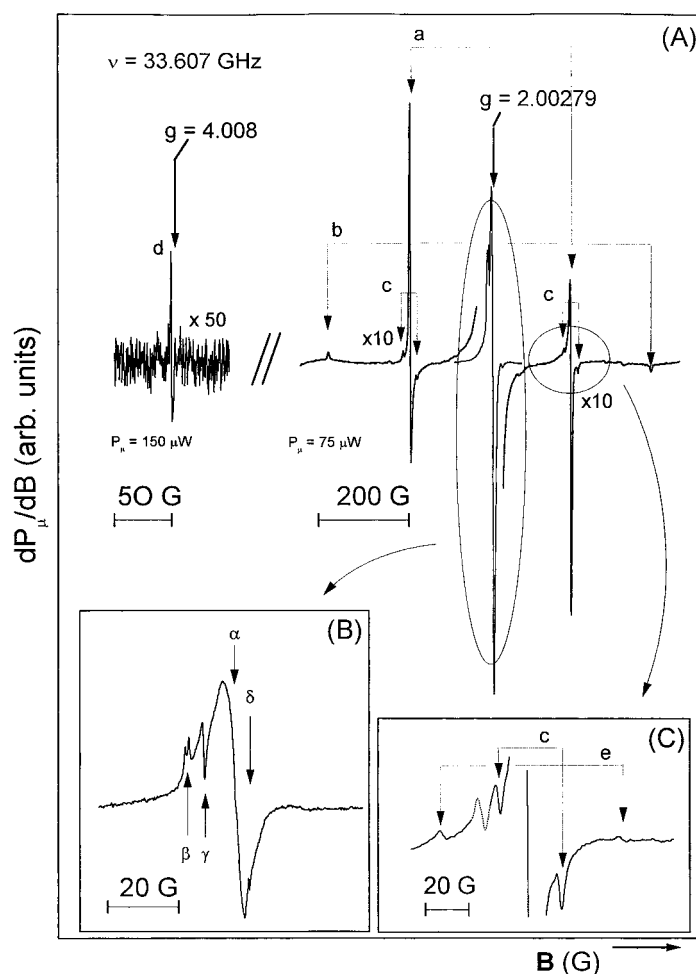 a
(A)
ν = 33.607 GHz
g = 4.008
g = 2.00279
d
b
x 50
c
x10
c
x10
P_μ = 150 μW
P_μ = 75 μW
5O G
200 G
dP_μ/dB (arb. units)
(B)
α
δ
β
γ
20 G
(C)
c
e
20 G
B (G)